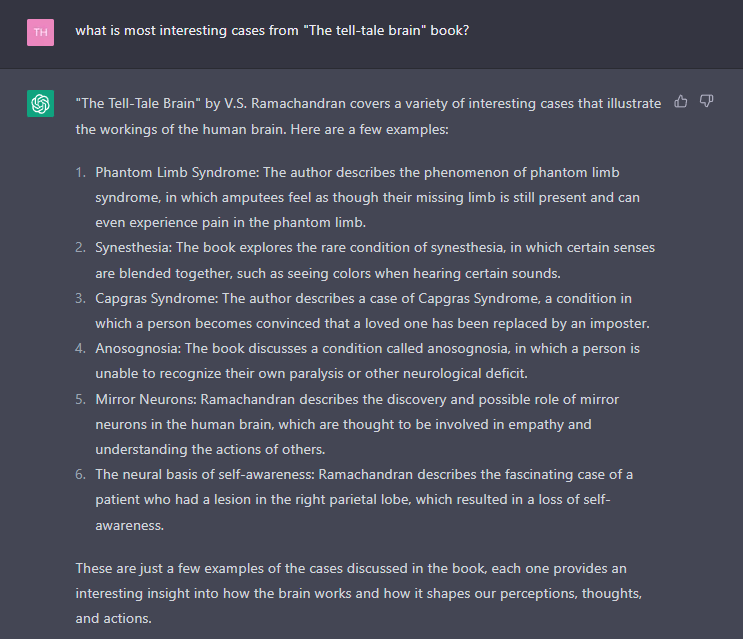 TH
what is most interesting cases from "The tell-tale brain" book?
"The Tell-Tale Brain" by V.S. Ramachandran covers a variety of interesting cases that illustrate
the workings of the human brain. Here are a few examples:
1. Phantom Limb Syndrome: The author describes the phenomenon of phantom limb
syndrome, in which amputees feel as though their missing limb is still present and can
even experience pain in the phantom limb.
2. Synesthesia: The book explores the rare condition of synesthesia, in which certain senses
are blended together, such as seeing colors when hearing certain sounds.
3. Capgras Syndrome: The author describes a case of Capgras Syndrome, a condition in
which a person becomes convinced that a loved one has been replaced by an imposter.
4. Anosognosia: The book discusses a condition called anosognosia, in which a person is
unable to recognize their own paralysis or other neurological deficit.
5. Mirror Neurons: Ramachandran describes the discovery and possible role of mirror
neurons in the human brain, which are thought to be involved in empathy and
understanding the actions of others.
6. The neural basis of self-awareness: Ramachandran describes the fascinating case of a
patient who had a lesion in the right parietal lobe, which resulted in a loss of self-
awareness.
These are just a few examples of the cases discussed in the book, each one provides an
interesting insight into how the brain works and how it shapes our perceptions, thoughts,
and actions.